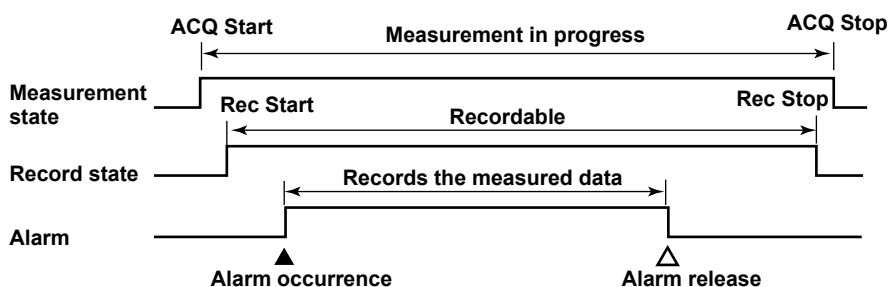 ACQ Start
Measurement in progress
ACQ Stop
Measurement
state
Rec Start
Recordable
Rec Stop
Record state
Records the measured data
Alarm
Alarm occurrence
Alarm release